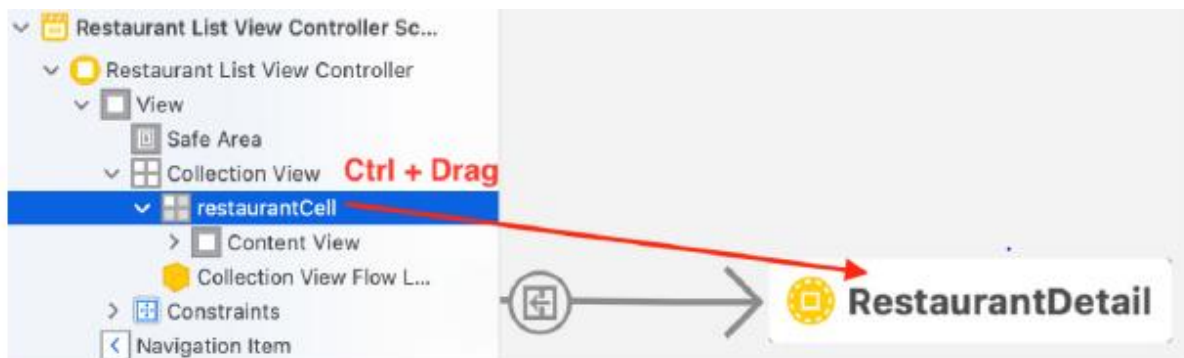 Restaurant List View Controller Sc...
Restaurant List View Controller
View
Safe Area
Collection View Ctrl + Drag
restaurantCell
Content View
Collection View Flow L...
RestaurantDetail
Constraints
Navigation Item